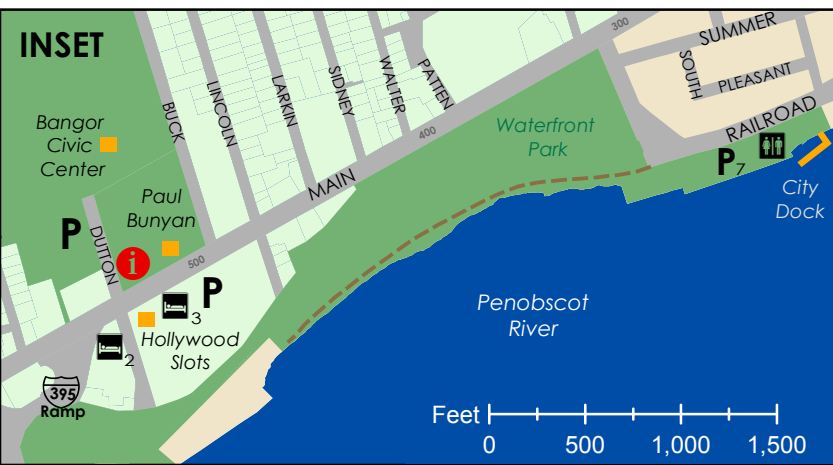 INSET
300
SUMMER
SOUTH
PLEASANT
RAILROAD
BUCK
LINCOLN
LARKIN
SIDNEY
WALTER
PATTEN
400
Bangor
Civic
Center
Waterfront
Park
P7
MAIN
City
Dock
Paul
Bunyan
P
DUTTON
i
500
P
3
Hollywood
Slots
2
Penobscot
River
395
Ramp
Feet
0 500 1,000 1,500